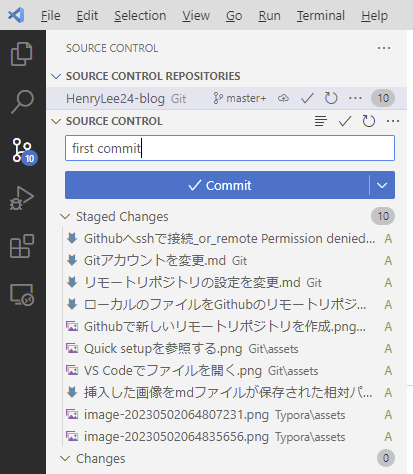 File Edit Selection View Go Run Terminal Help
SOURCE CONTROL
SOURCE CONTROL REPOSITORIES
HenryLee24-blog Git master+ 10
SOURCE CONTROL
first commit
Commit
10
Staged Changes 10
Githubへsshで接続_or_remote Permission denied... A
Gitアカウントを変更.md Git A
リモートリポジトリの設定を変更.md Git A
ローカルのファイルをGithubのリモートリポジ... A
Githubで新しいリモートリポジトリを作成.png... A
Quick setupを参照する.png Git\assets A
VS Codeでファイルを開く.png Git\assets A
挿入した画像をmdファイルが保存された相対パ... A
image-20230502064807231.png Typora\assets A
image-20230502064835656.png Typora\assets A
Changes 0